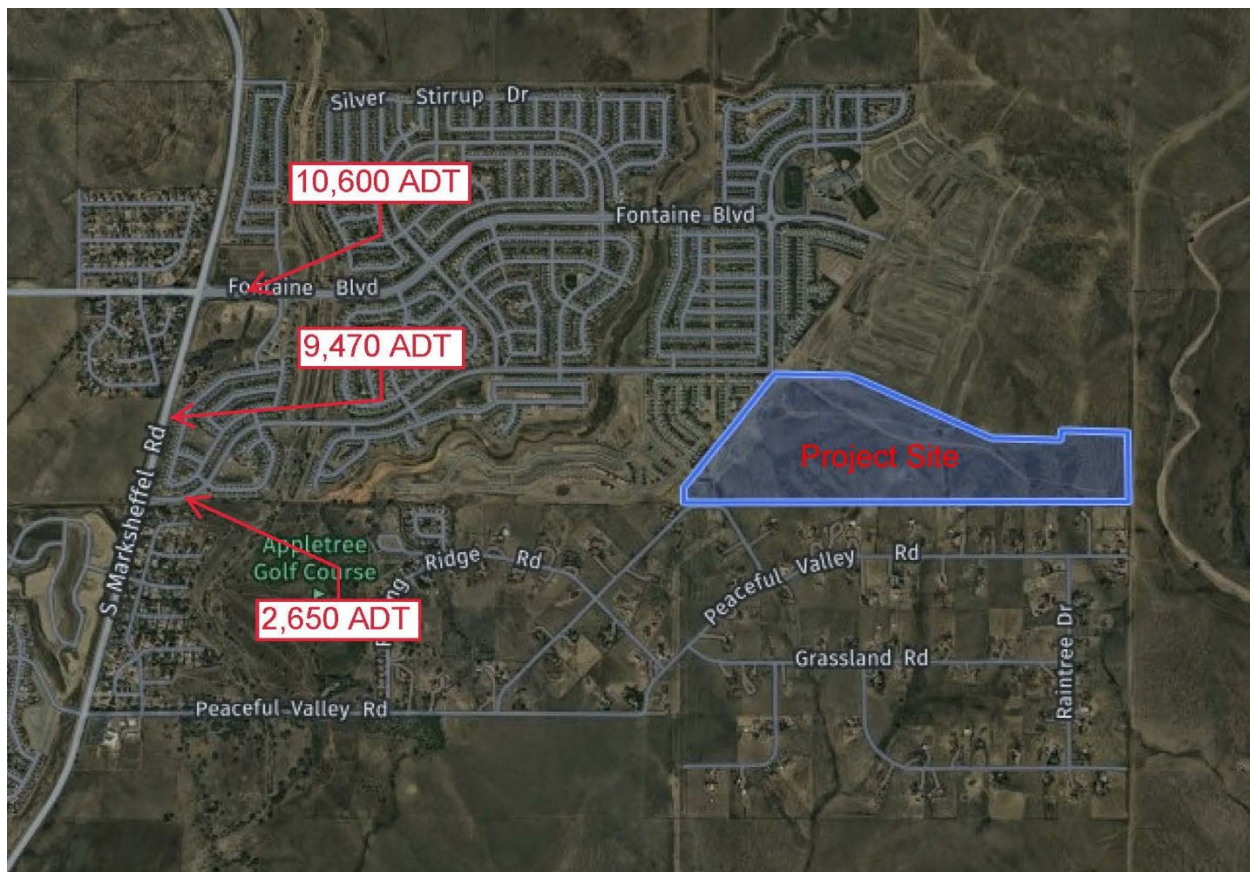 Silver Stirrup Dr
10,600 ADT
Fontaine Blvd
Fontaine Blvd
9,470 ADT
S Marksheffel Rd
Project Site
Appletree
Golf Course
Ridge Rd
Peaceful Valley Rd
2,650 ADT
Grassland Rd
Raintree Dr
Peaceful Valley Rd